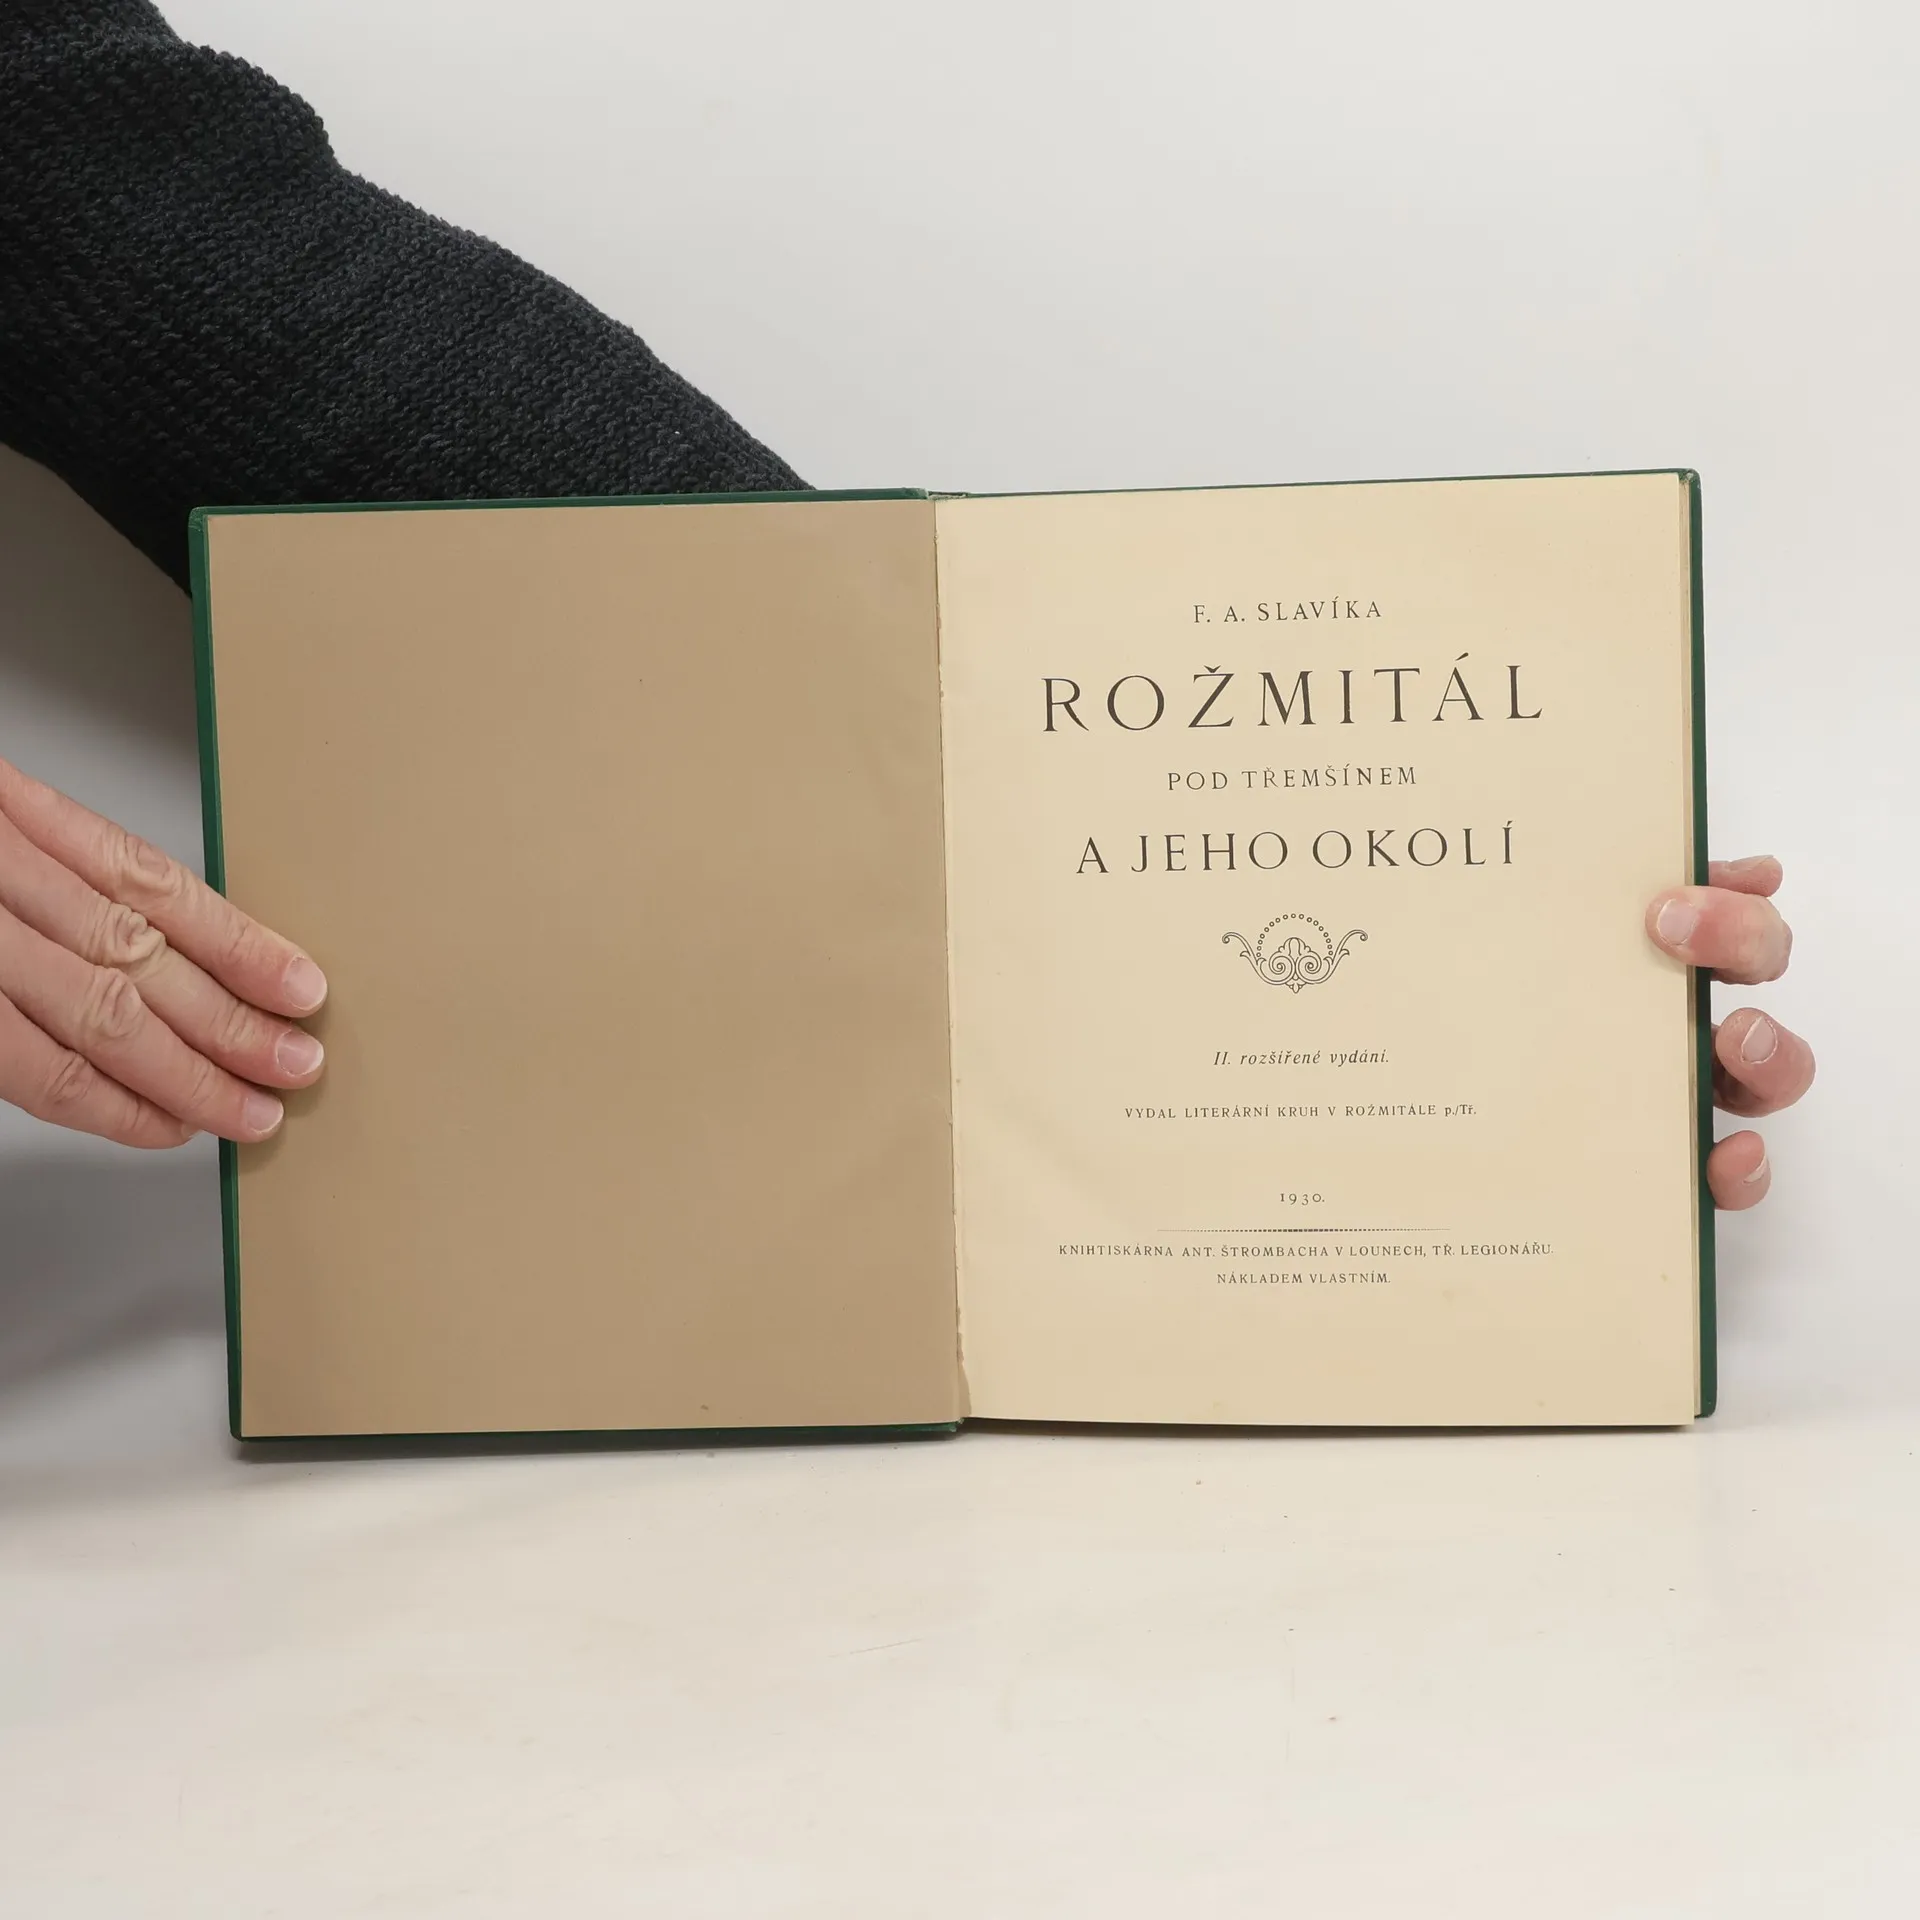 F. A. SLAVÍKA
ROŽMITÁL
POD TŘEMŠÍNEM
A JEHO OKOLÍ
II. rozšířené vydání.
VYDAL LITERÁRNÍ KRUH V ROŽMITÁLE p./Tř.
1930.
KNIHTISKÁRNA ANT. ŠTROMBACHA V LOUNECH, TŘ. LEGIONÁŘU.
NÁKLADEM VLASTNÍM.